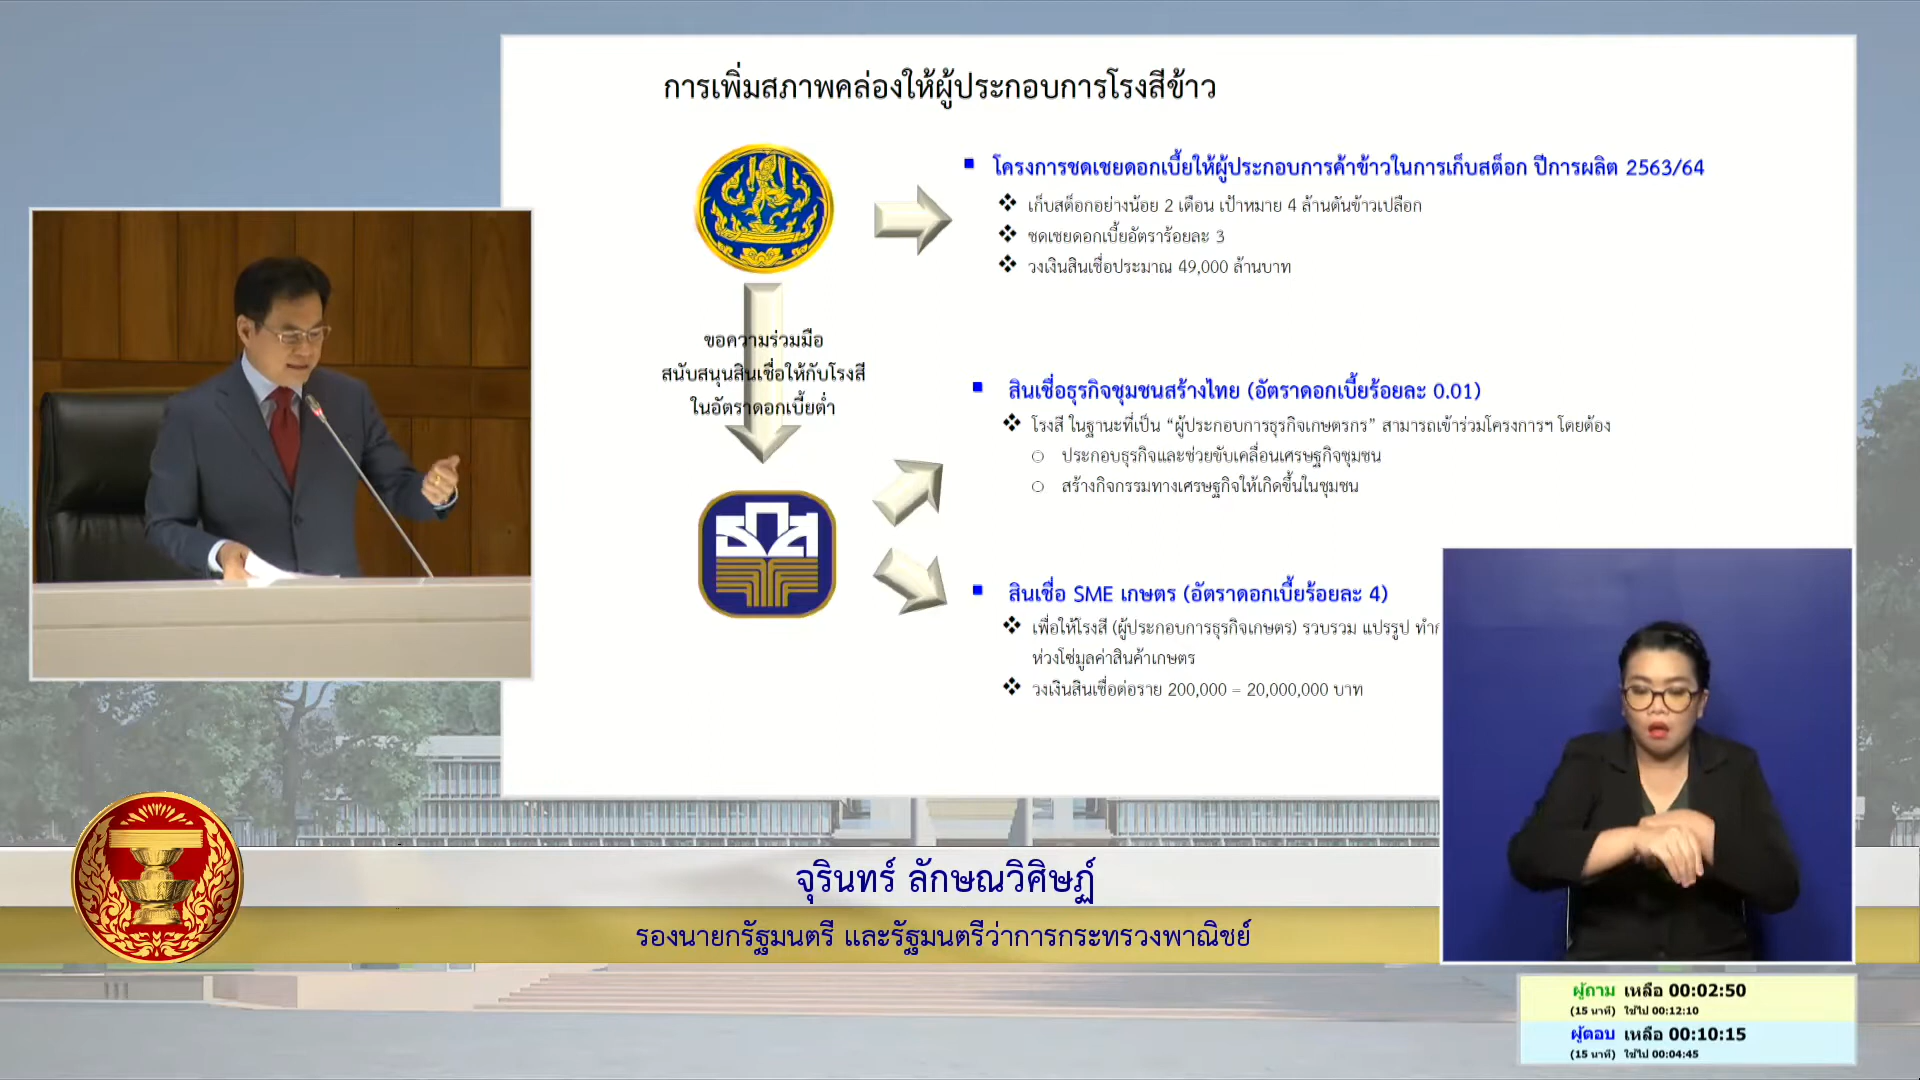 การเพิ่มสภาพคล่องให้ผู้ประกอบการโรงสีข้าว
โครงการชดเชยดอกเบี้ยให้ผู้ประกอบการค้าข้าวในการเก็บสต็อก ปีการผลิต 2563/64
เก็บสต็อกอย่างน้อย 2 เดือน เป้าหมาย 4 ล้านตันข้าวเปลือก
ชดเชยดอกเบี้ยอัตราร้อยละ 3
วงเงินสินเชื่อประมาณ 49,000 ล้านบาท
ขอความร่วมมือ
สนับสนุนสินเชื่อให้กับโรงสี
ในอัตราดอกเบี้ยต่ำ
ธกส
สินเชื่อธุรกิจชุมชนสร้างไทย (อัตราดอกเบี้ยร้อยละ 0.01)
โรงสี ในฐานะที่เป็น “ผู้ประกอบการธุรกิจเกษตรกร” สามารถเข้าร่วมโครงการฯ โดยต้อง
ประกอบธุรกิจและช่วยขับเคลื่อนเศรษฐกิจชุมชน
สร้างกิจกรรมทางเศรษฐกิจให้เกิดขึ้นในชุมชน
สินเชื่อ SME เกษตร (อัตราดอกเบี้ยร้อยละ 4)
เพื่อให้โรงสี (ผู้ประกอบการธุรกิจเกษตร) รวบรวม แปรรูป
ห่วงโซ่มูลค่าสินค้าเกษตร
วงเงินสินเชื่อต่อราย 200,000 – 20,000,000 บาท
จุรินทร์ ลักษณวิศิษฏ์
รองนายกรัฐมนตรี และรัฐมนตรีว่าการกระทรวงพาณิชย์
ผู้ถาม เหลือ 00:02:50
(15 นาที) ใช้ไป 00:12:10
ผู้ตอบ เหลือ 00:10:15
(15 นาที) ใช้ไป 00:04:45